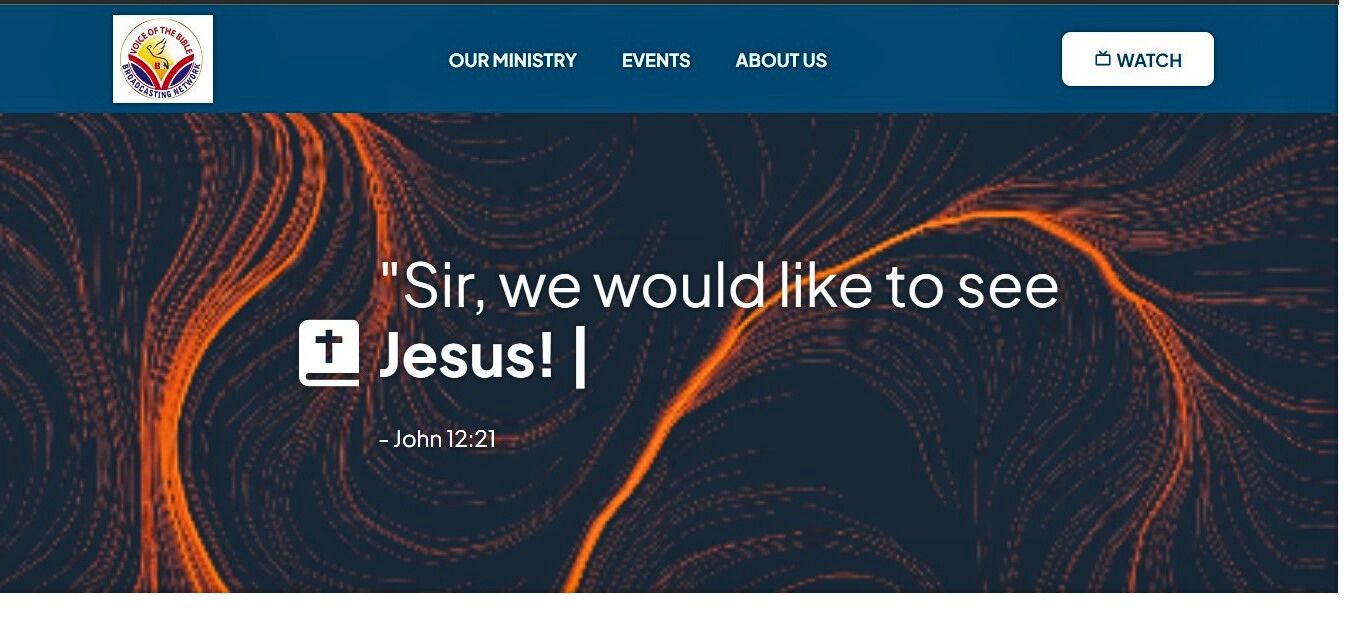 VOICE OF THE BIBLE
BROADCASTING NETWORK
OUR MINISTRY
EVENTS
ABOUT US
WATCH
"Sir, we would like to see
Jesus! |
- John 12:21